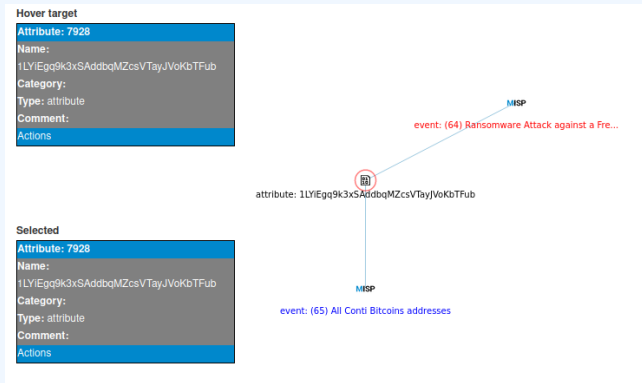 Hover target
Attribute: 7928
Name:
1LYiEgq9k3xSAddbqMZcsVTayJVoKbTFub
Category:
Type: attribute
Comment:
Actions
MISP
event: (64) Ransomware Attack against a Fre...
attribute: 1LYiEgq9k3xSAddbqMZcsVTayJVoKbTFub
Selected
Attribute: 7928
Name:
1LYiEgq9k3xSAddbqMZcsVTayJVoKbTFub
Category:
Type: attribute
Comment:
Actions
MISP
event: (65) All Conti Bitcoins addresses